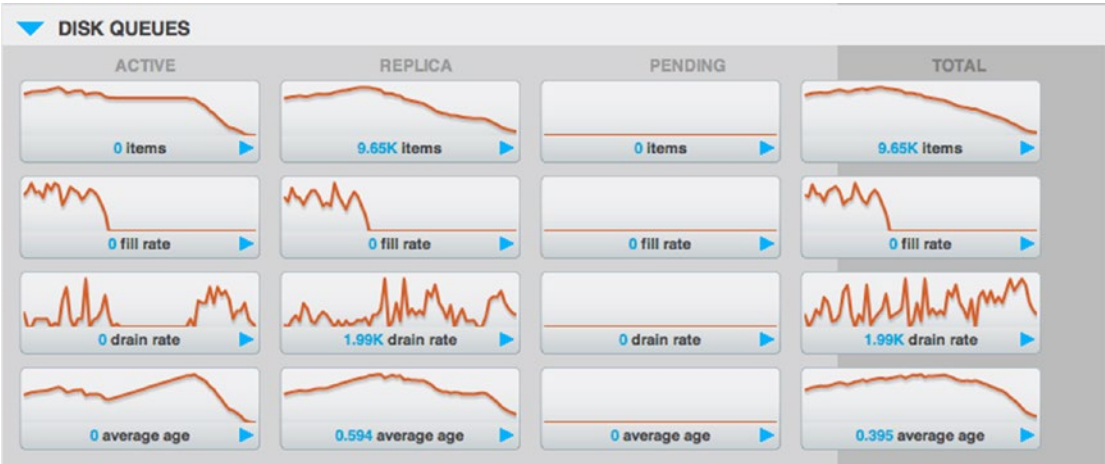 DISK QUEUES
ACTIVE REPLICA PENDING TOTAL
0 items 9.65K items 0 items 9.65K items
0 fill rate 0 fill rate 0 fill rate 0 fill rate
0 drain rate 1.99K drain rate 0 drain rate 1.99K drain rate
0 average age 0.594 average age 0 average age 0.395 average age